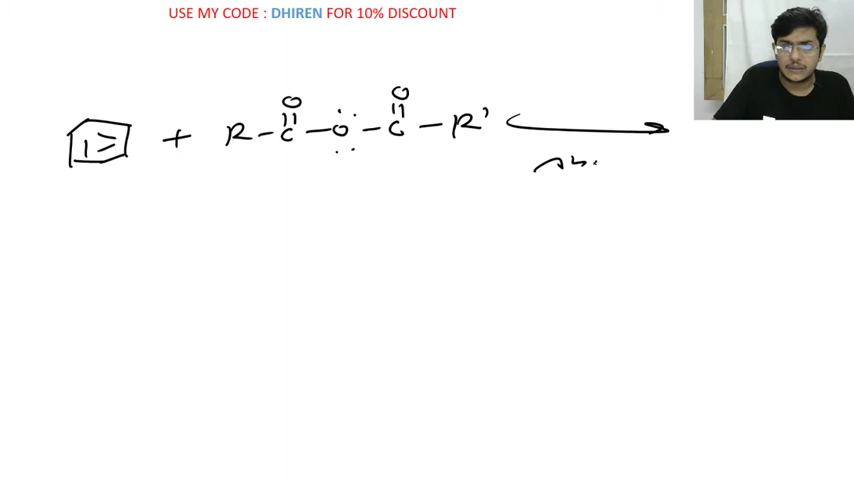 USE MY CODE : DHIREN FOR 10% DISCOUNT
O O
+ R – C – O – C – R'